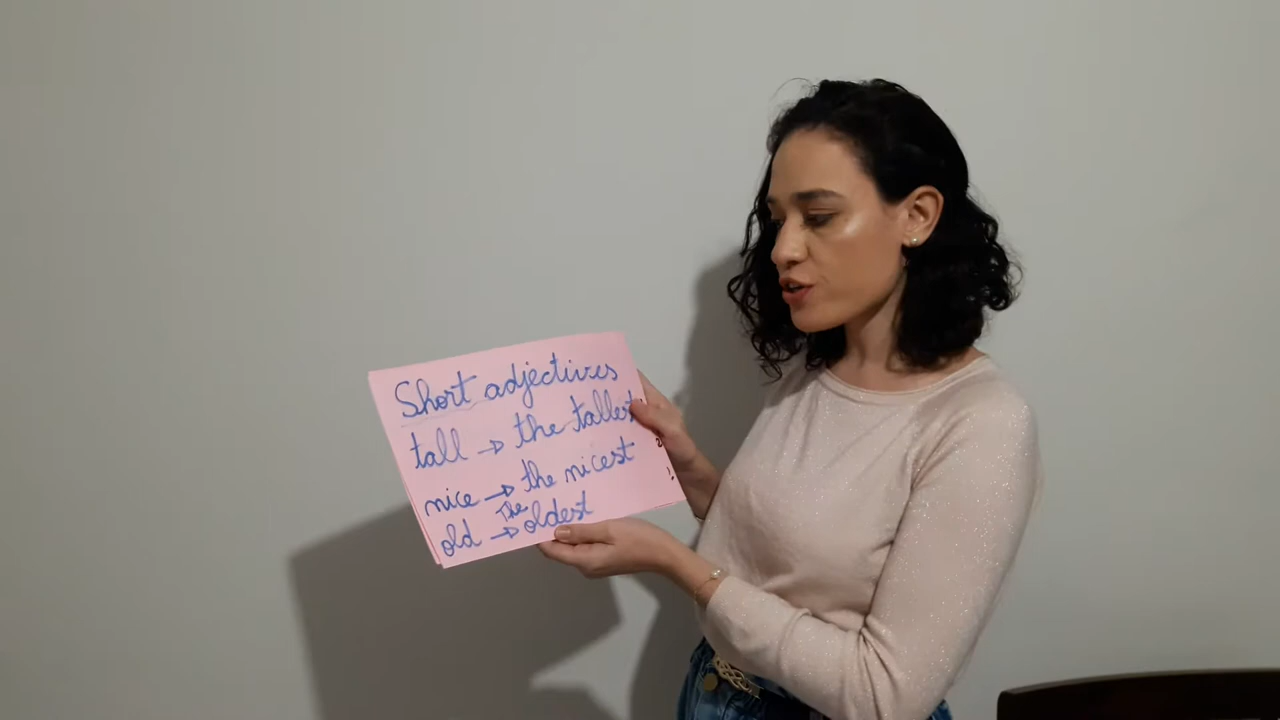 Short adjectives
tall → the tallest
nice → the nicest
old → the oldest